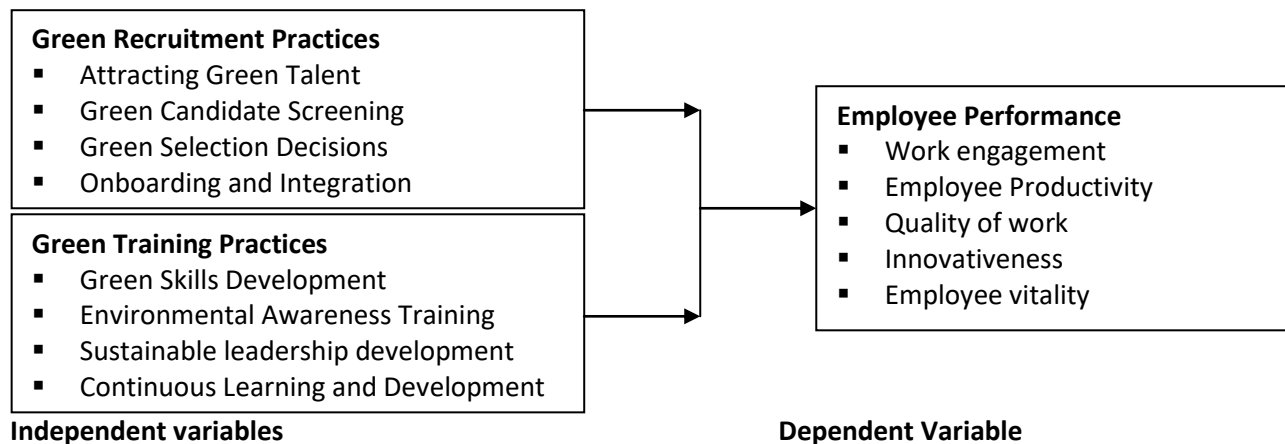 Green Recruitment Practices
▪ Attracting Green Talent
▪ Green Candidate Screening
▪ Green Selection Decisions
▪ Onboarding and Integration
Green Training Practices
▪ Green Skills Development
▪ Environmental Awareness Training
▪ Sustainable leadership development
▪ Continuous Learning and Development
Independent variables
Employee Performance
▪ Work engagement
▪ Employee Productivity
▪ Quality of work
▪ Innovativeness
▪ Employee vitality
Dependent Variable